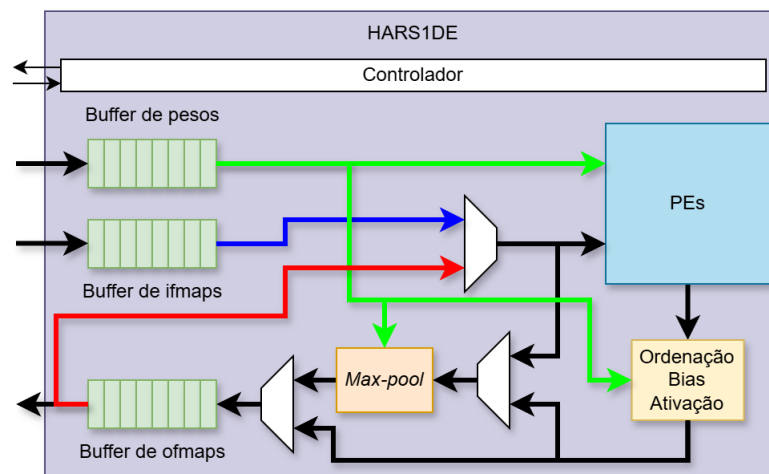 HARS1DE
Controlador
Buffer de pesos
PEs
Buffer de ifmaps
Max-pool
Ordenação
Bias
Ativação
Buffer de ofmaps